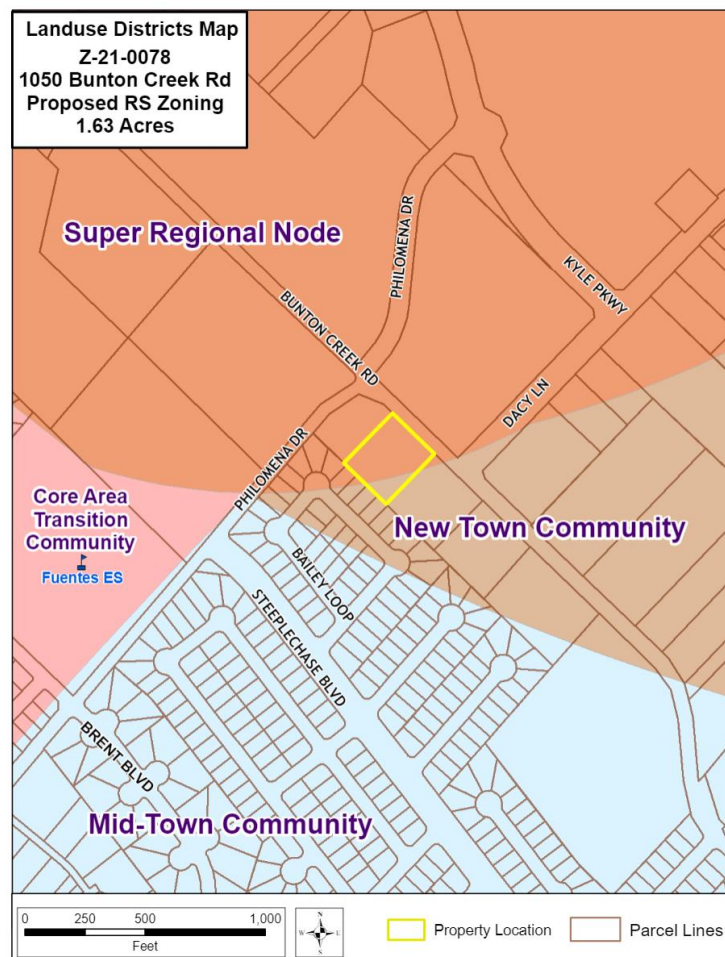 Landuse Districts Map
Z-21-0078
1050 Bunton Creek Rd
Proposed RS Zoning
1.63 Acres
Super Regional Node
PHILOMENA DR
KYLE PKWY
BUNTON CREEK RD
DACY LN
PHILOMENA DR
Core Area
Transition
Community
Fuentes ES
New Town Community
BAILEY LOOP
STEEPLECHASE BLVD
BRENT BLVD
Mid-Town Community
0 250 500 1,000
Feet
N
W E
S
Property Location
Parcel Lines